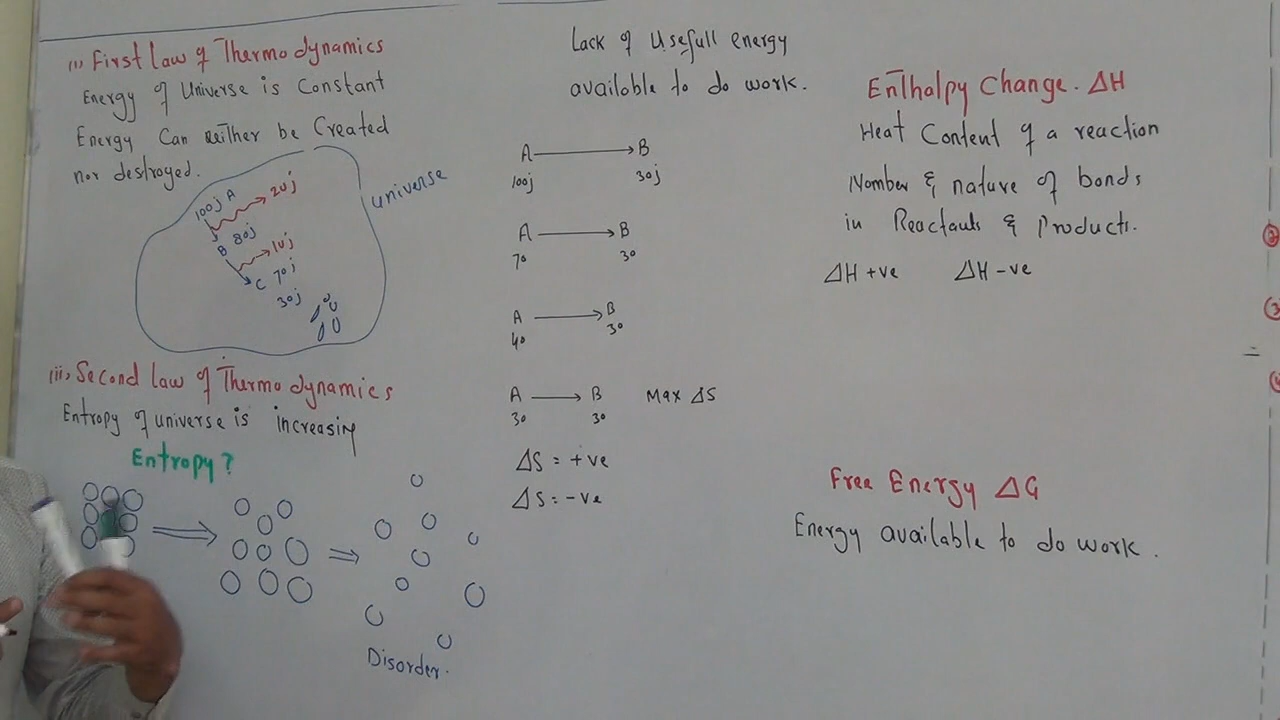 (i) First Law of Thermodynamics
Energy of Universe is Constant
Energy Can neither be Created
nor destroyed.
universe
100j A
20j
B 80j
10j
C 70j
30j
(ii) Second Law of Thermodynamics
Entropy of universe is increasing
Entropy ?
Disorder.
Lack of Usefull energy
available to do work.
A B
100j 30j
A B
70 30
A B
40 30
A B Max ΔS
30 30
ΔS = +ve
ΔS = -ve
Enthalpy Change. ΔH
Heat Content of a reaction
Nomber & nature of bonds
in Reactants & Products.
ΔH +ve ΔH -ve
Free Energy ΔG
Energy available to do work.